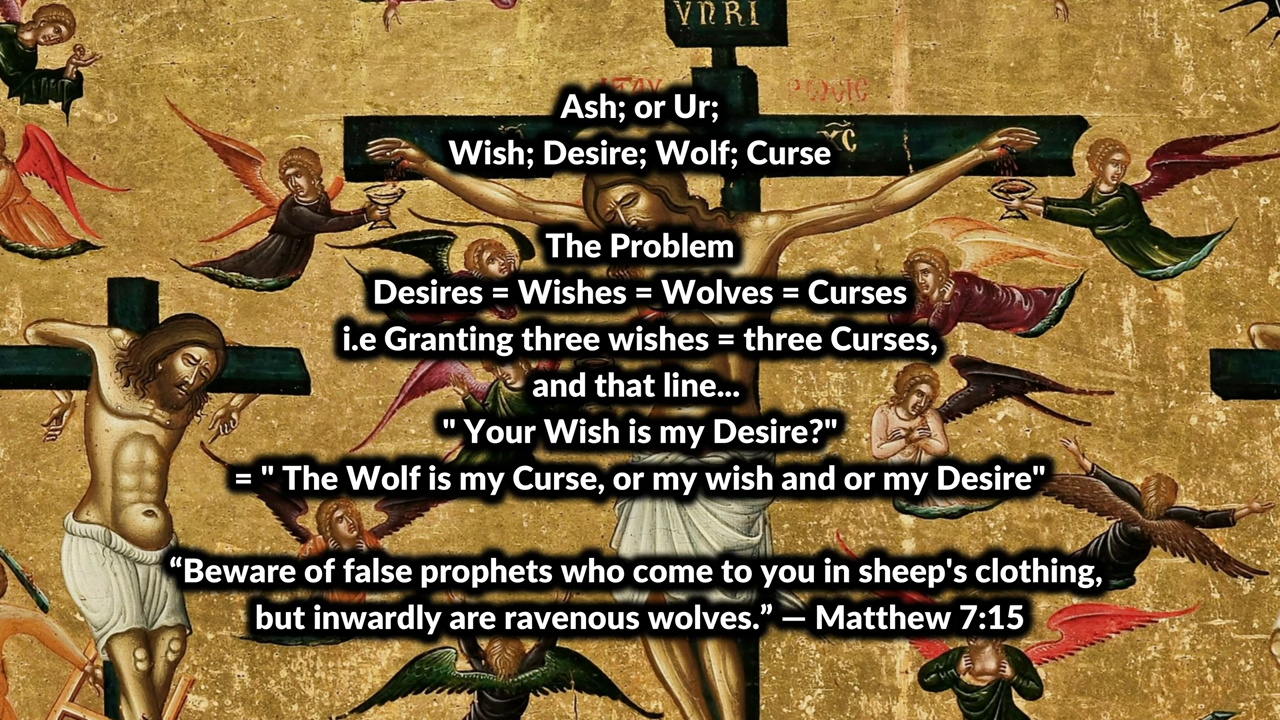 VNRI
Ash; or Ur;
Wish; Desire; Wolf; Curse
The Problem
Desires = Wishes = Wolves = Curses
i.e Granting three wishes = three Curses,
and that line...
" Your Wish is my Desire?"
= " The Wolf is my Curse, or my wish and or my Desire"
“Beware of false prophets who come to you in sheep's clothing,
but inwardly are ravenous wolves.” — Matthew 7:15